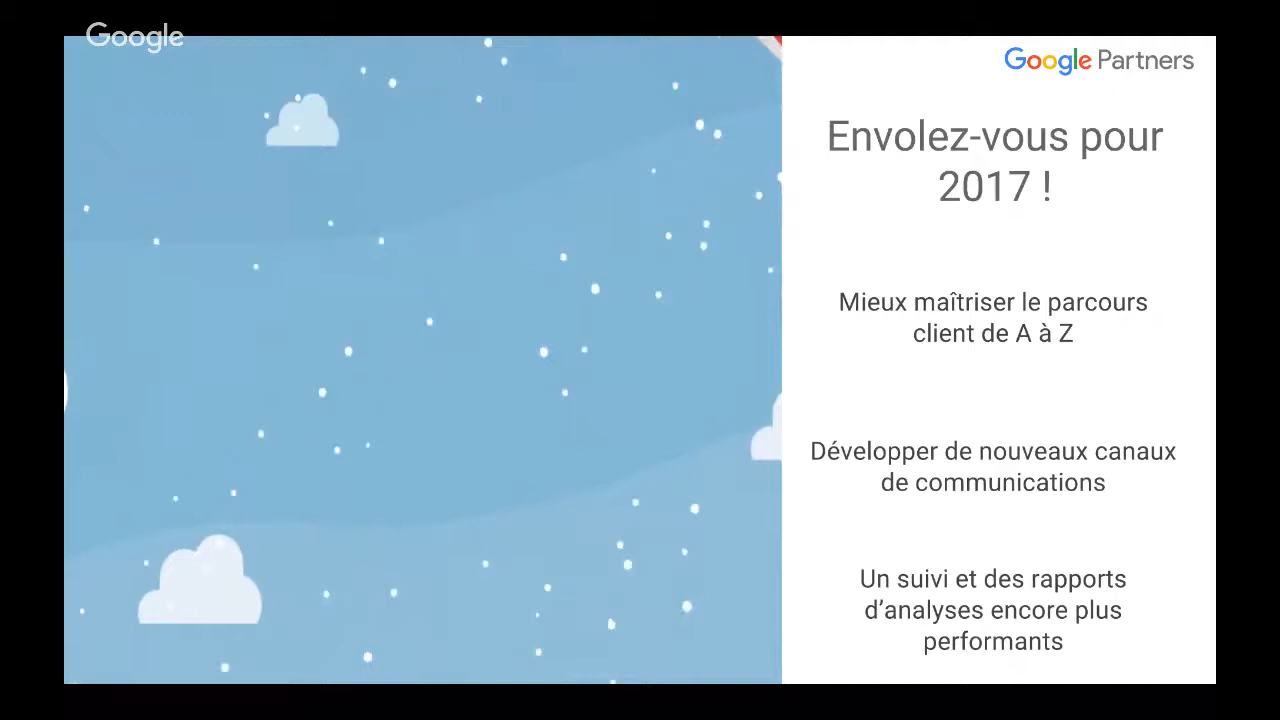 Google
Google Partners
Envolez-vous pour
2017 !
Mieux maîtriser le parcours
client de A à Z
Développer de nouveaux canaux
de communications
Un suivi et des rapports
d’analyses encore plus
performants